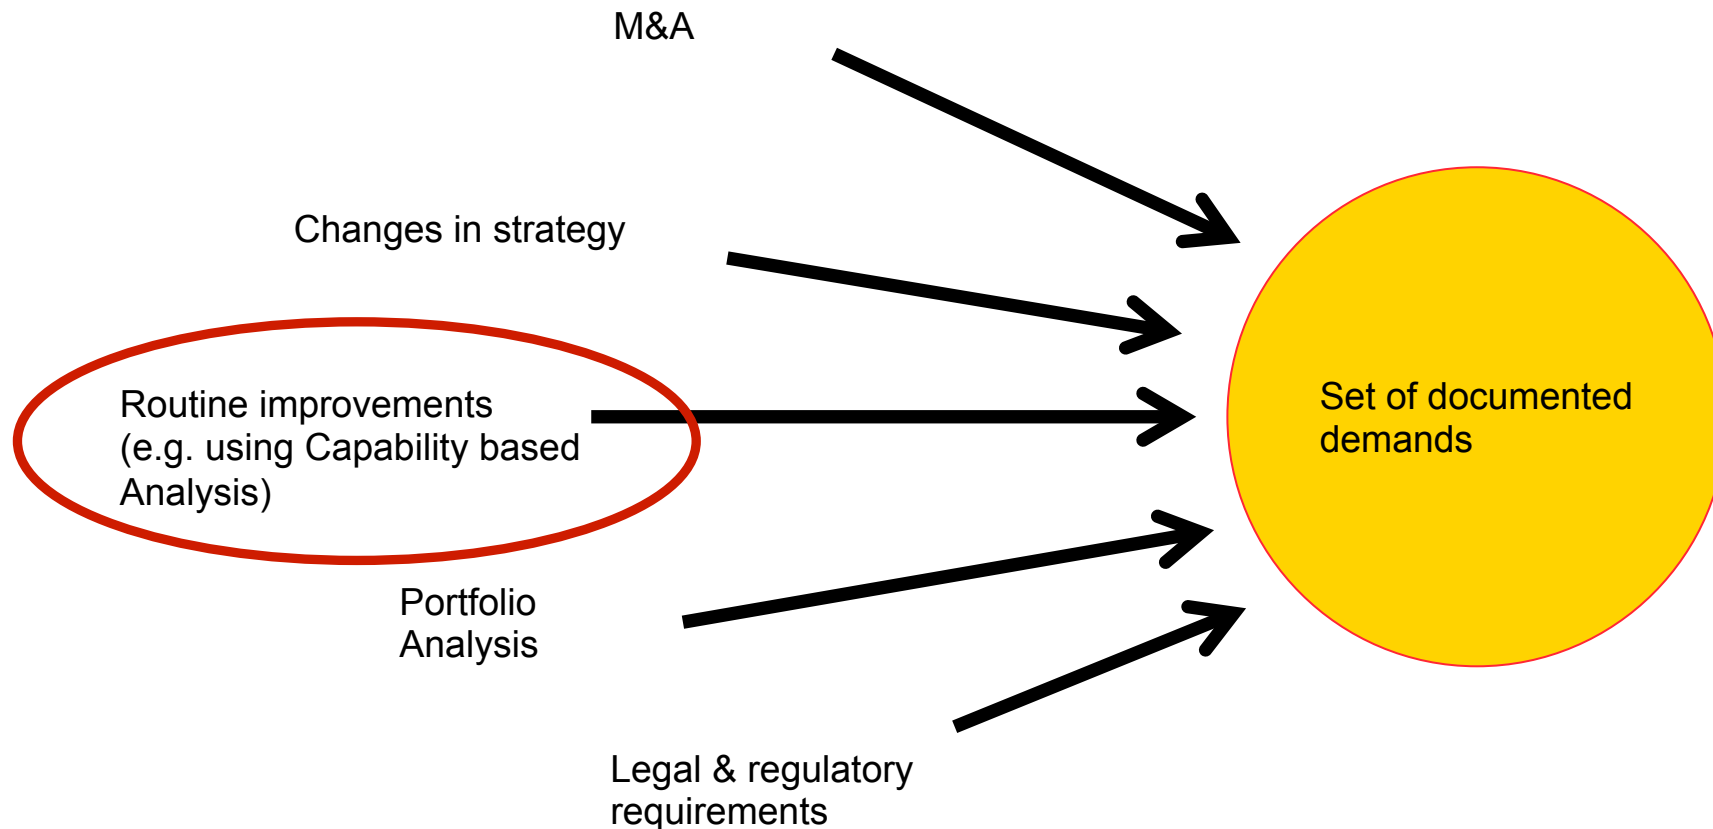 M&A
Changes in strategy
Routine improvements
(e.g. using Capability based
Analysis)
Set of documented
demands
Portfolio
Analysis
Legal & regulatory
requirements